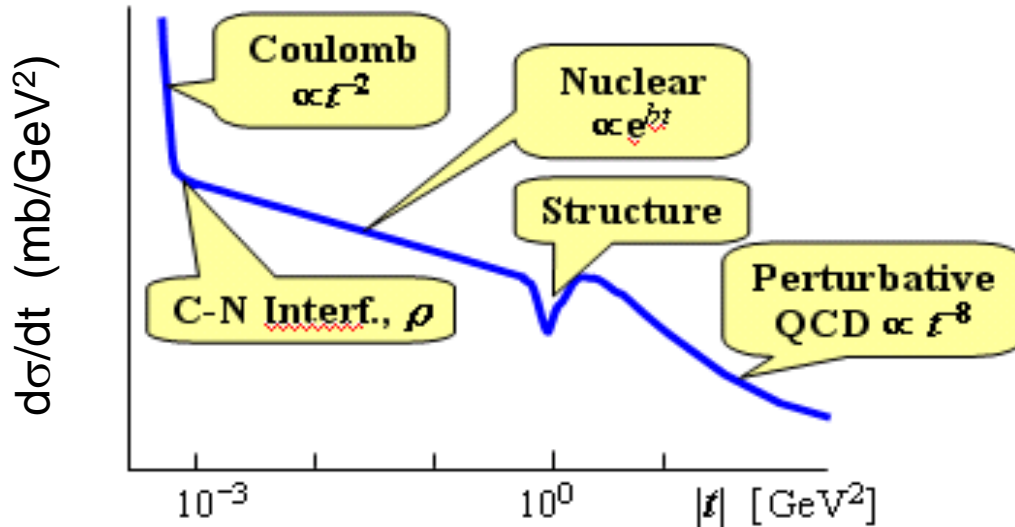 dσ/dt (mb/GeV²)
Coulomb
∝t⁻²
Nuclear
∝e^bt
Structure
C-N Interf., ρ
Perturbative
QCD ∝ t⁻⁸
10⁻³
10⁰
|t| [GeV²]